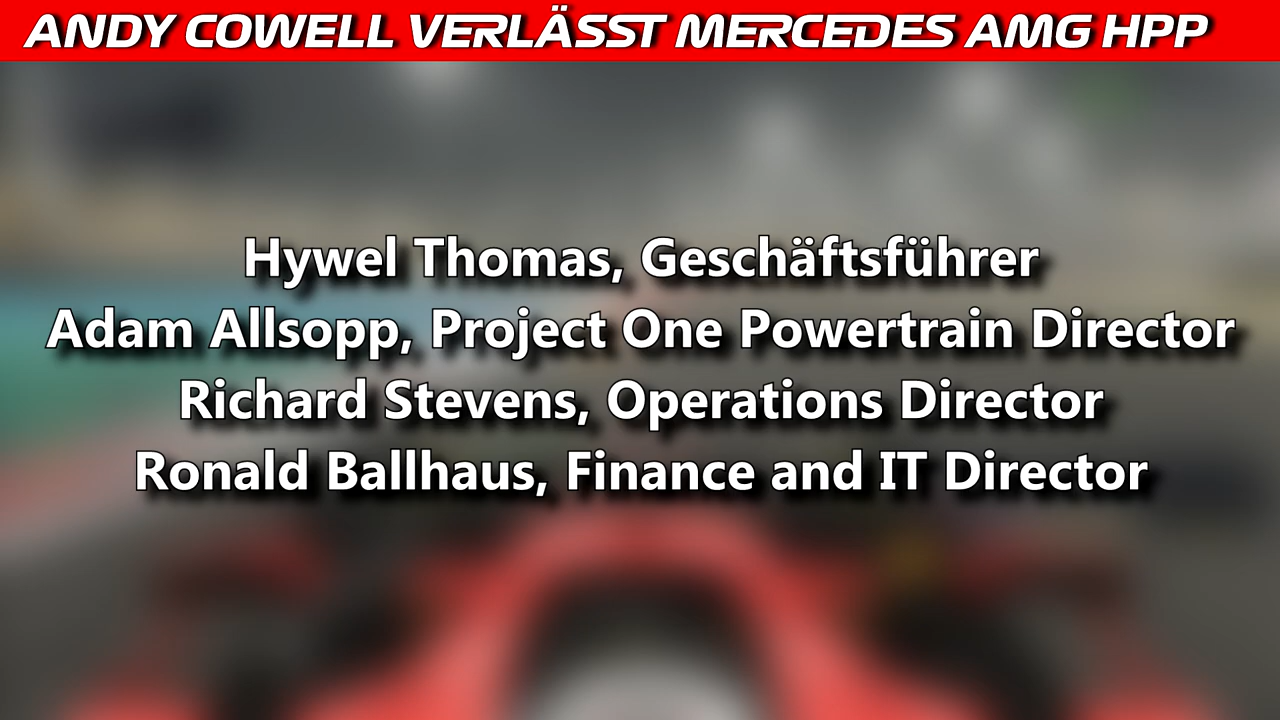 ANDY COWELL VERLÄSST MERCEDES AMG HPP
Hywel Thomas, Geschäftsführer
Adam Allsopp, Project One Powertrain Director
Richard Stevens, Operations Director
Ronald Ballhaus, Finance and IT Director